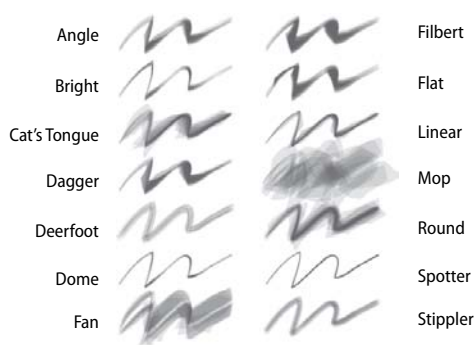 Angle
Bright
Cat's Tongue
Dagger
Deerfoot
Dome
Fan
Filbert
Flat
Linear
Mop
Round
Spotter
Stippler